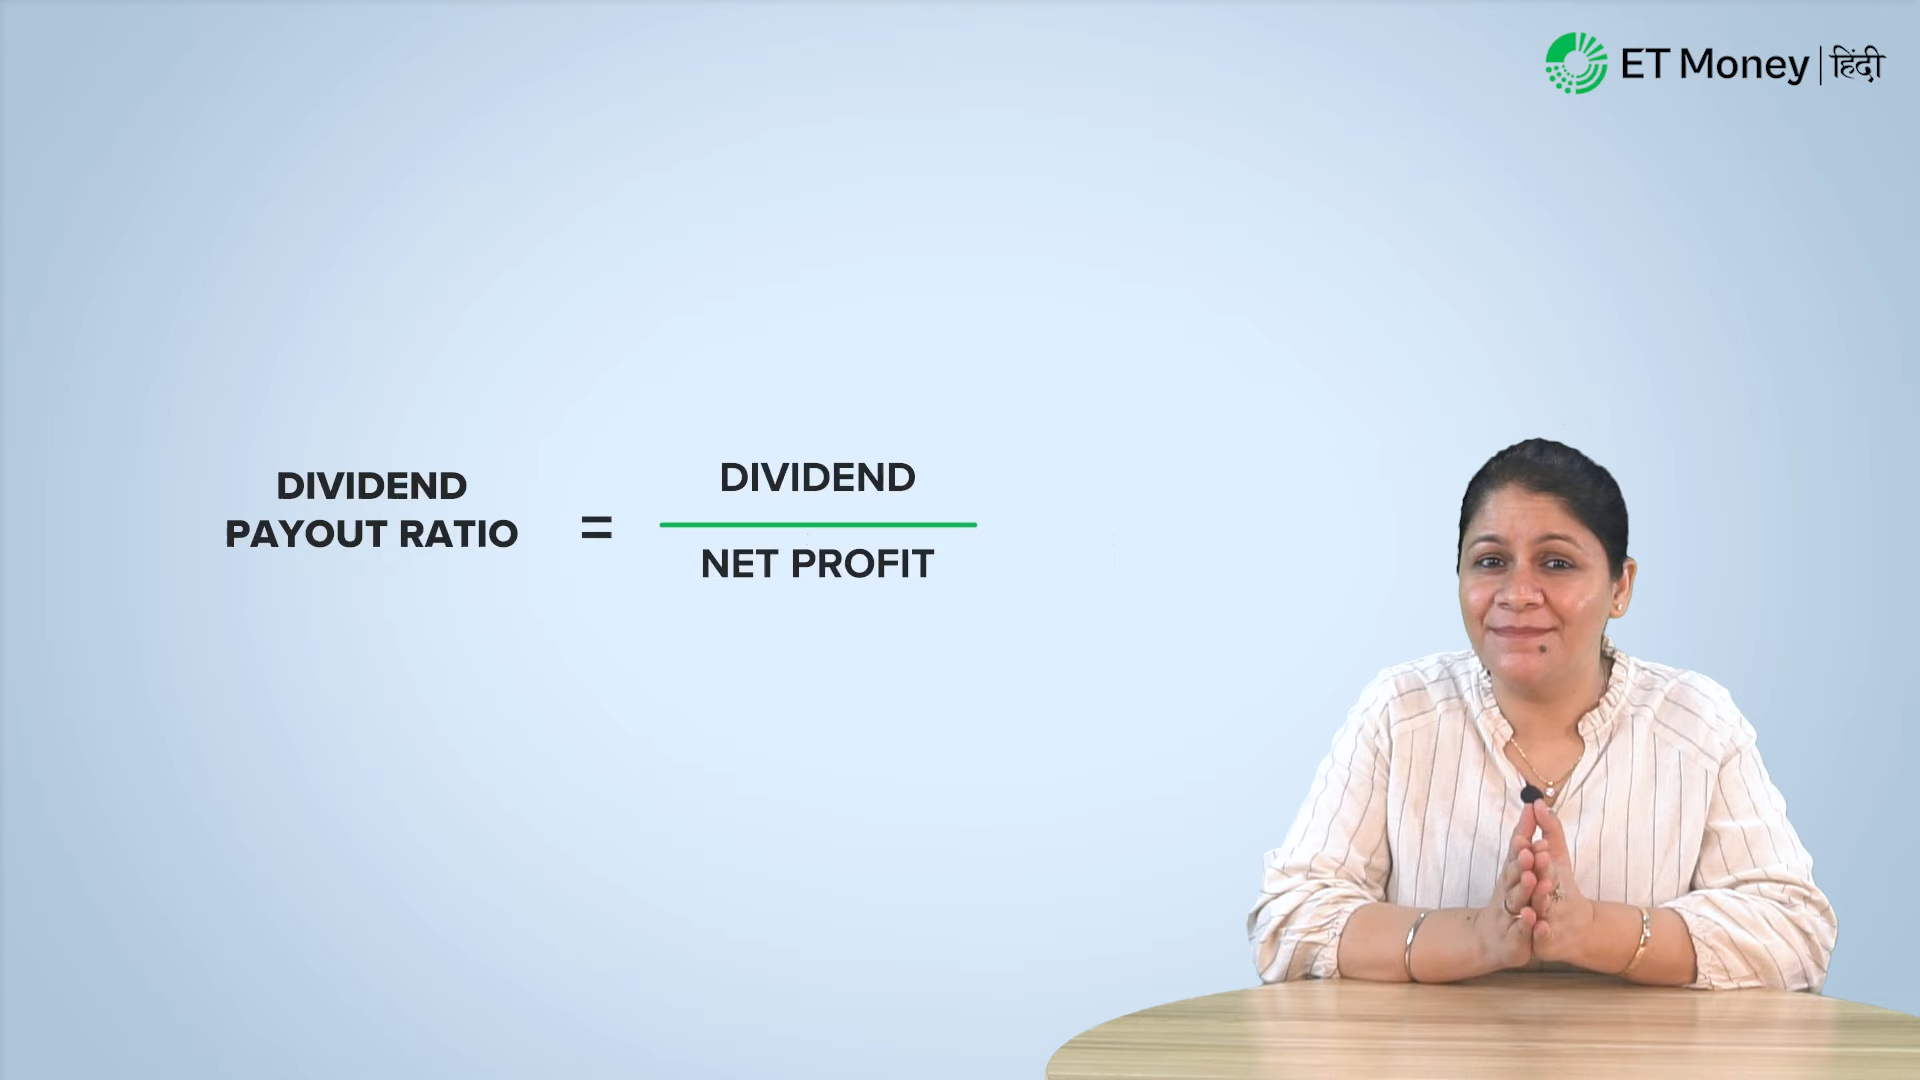 ET Money | हिंदी
DIVIDEND
PAYOUT RATIO
=
DIVIDEND
NET PROFIT